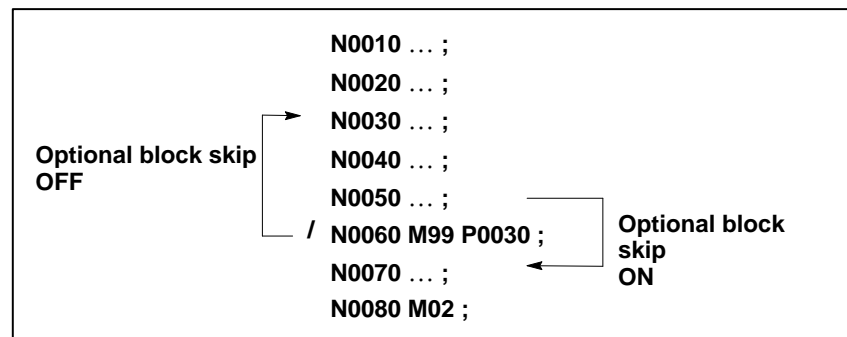 N0010 … ;
N0020 … ;
N0030 … ;
Optional block skip
OFF
N0040 … ;
N0050 … ;
/ N0060 M99 P0030 ;
Optional block
skip
ON
N0070 … ;
N0080 M02 ;